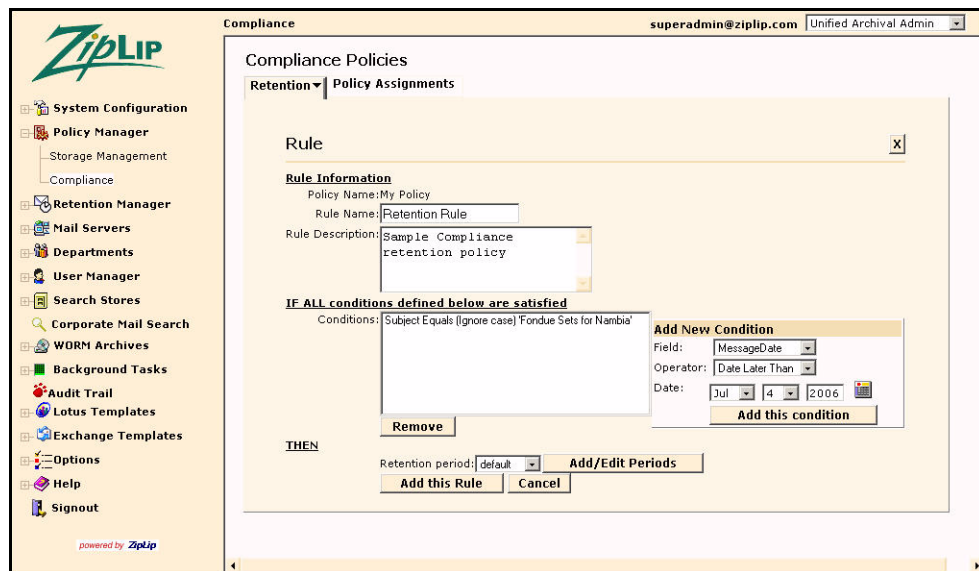 ZipLip
System Configuration
Policy Manager
Storage Management
Compliance
Retention Manager
Mail Servers
Departments
User Manager
Search Stores
Corporate Mail Search
WORM Archives
Background Tasks
Audit Trail
Lotus Templates
Exchange Templates
Options
Help
Signout
powered by ZipLip
Compliance superadmin@ziplip.com Unified Archival Admin
Compliance Policies
Retention Policy Assignments
Rule X
Rule Information
Policy Name: My Policy
Rule Name: Retention Rule
Rule Description: Sample Compliance
retention policy
IF ALL conditions defined below are satisfied
Conditions: Subject Equals (Ignore case) 'Fondue Sets for Nambia'
Remove
Add New Condition
Field: MessageDate
Operator: Date Later Than
Date: Jul 4 2006
Add this condition
THEN
Retention period: default Add/Edit Periods
Add this Rule Cancel